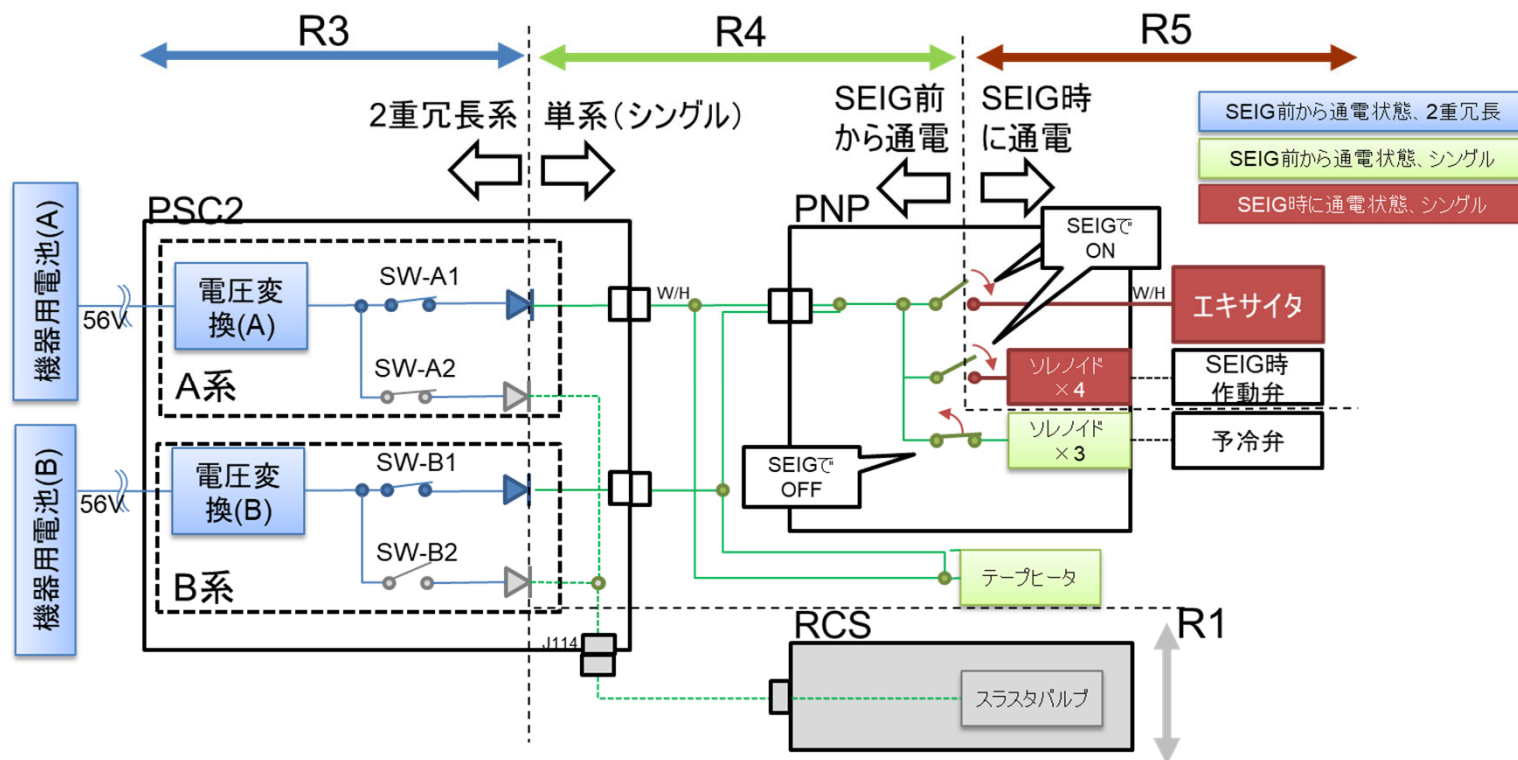 R3
R4
R5
2重冗長系
単系(シングル)
SEIG前
から通電
SEIG時
に通電
SEIG前から通電状態、2重冗長
SEIG前から通電状態、シングル
SEIG時に通電状態、シングル
機器用電池(A)
56V
PSC2
電圧変
換(A)
SW-A1
SW-A2
A系
W/H
PNP
SEIGで
ON
W/H
エキサイタ
ソレノイド
×4
SEIG時
作動弁
ソレノイド
×3
予冷弁
SEIGで
OFF
機器用電池(B)
56V
電圧変
換(B)
SW-B1
SW-B2
B系
テープヒータ
J114
RCS
R1
スラスタバルブ